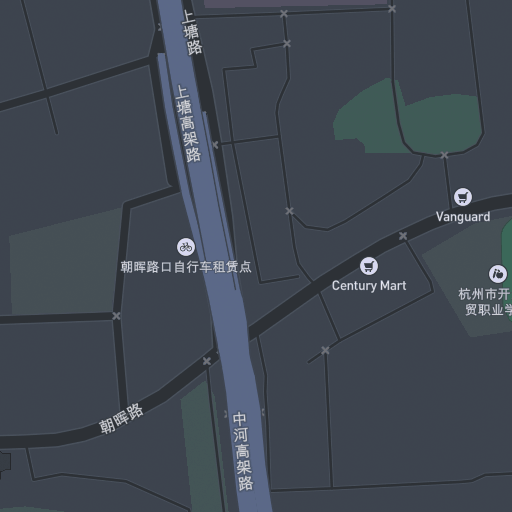 上塘路
上塘高架路
Vanguard
朝晖路口自行车租赁点
Century Mart
杭州市开
贸职业学
朝晖路
中河高架路